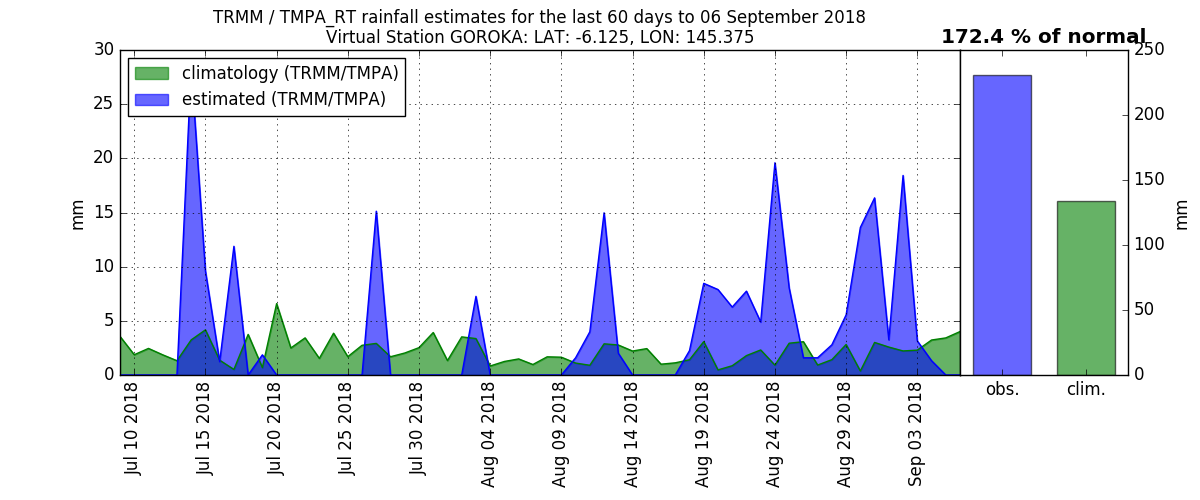 TRMM / TMPA_RT rainfall estimates for the last 60 days to 06 September 2018
Virtual Station GOROKA: LAT: -6.125, LON: 145.375
172.4 % of normal
climatology (TRMM/TMPA)
estimated (TRMM/TMPA)
30
25
20
15
10
5
0
mm
Jul 10 2018
Jul 15 2018
Jul 20 2018
Jul 25 2018
Jul 30 2018
Aug 04 2018
Aug 09 2018
Aug 14 2018
Aug 19 2018
Aug 24 2018
Aug 29 2018
Sep 03 2018
250
200
150
100
50
0
mm
obs.
clim.